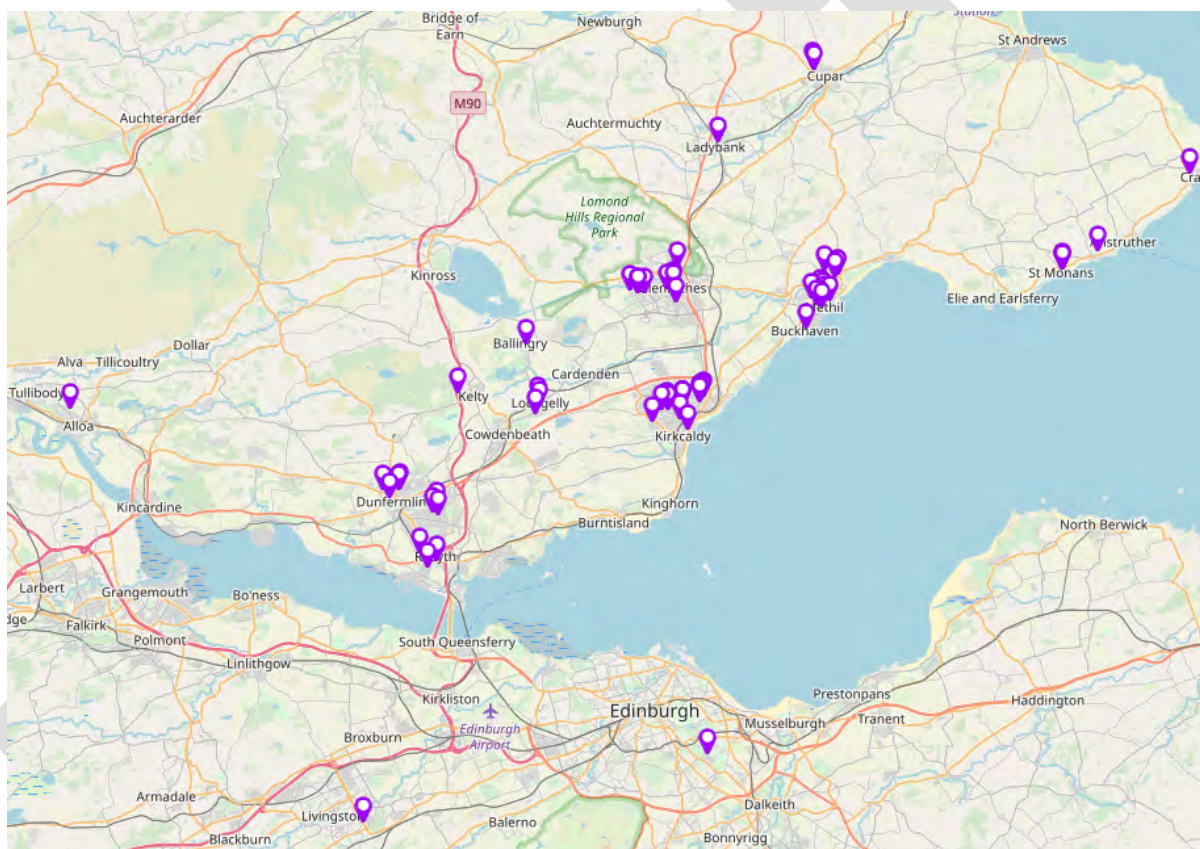 Station
Bridge of
Earn
Newburgh
St Andrews
Cupar
M90
Auchterarder
Auchtermuchty
Ladybank
Cra
Lomond
Hills Regional
Park
Kinross
Anstruther
St Monans
Elie and Earlsferry
Buckhaven
Ballingry
Dollar
Alva
Tillicoultry
Tullibody
Cardenden
Kelty
Alloa
Cowdenbeath
Kirkcaldy
Kincardine
Kinghorn
Burntisland
North Berwick
Larbert
Grangemouth
Bo'ness
dge
Falkirk
Polmont
South Queensferry
Linlithgow
Kirkliston
Edinburgh
Airport
Edinburgh
Prestonpans
Haddington
Musselburgh
Tranent
Broxburn
Armadale
Livingston
Dalkeith
Balerno
Blackburn
Bonnyrigg